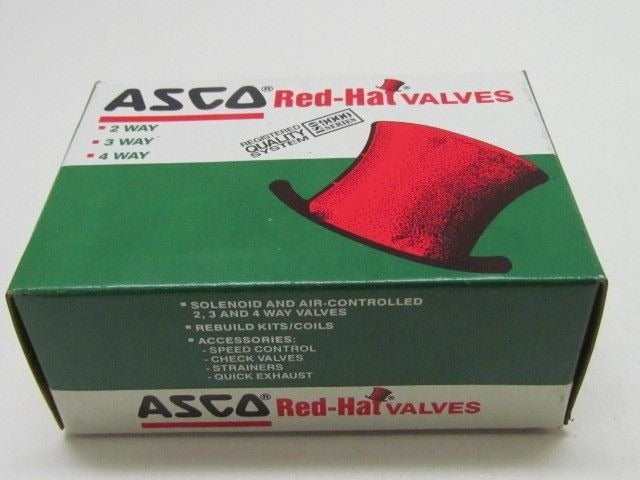 ASCO® Red-Hat® VALVES
▪ 2 WAY
▪ 3 WAY
▪ 4 WAY
REGISTERED
QUALITY
SYSTEM
9000
SERIES
▪ SOLENOID AND AIR-CONTROLLED
2, 3 AND 4 WAY VALVES
▪ REBUILD KITS/COILS
▪ ACCESSORIES:
- SPEED CONTROL
- CHECK VALVES
- STRAINERS
- QUICK EXHAUST
ASCO® Red-Hat® VALVES